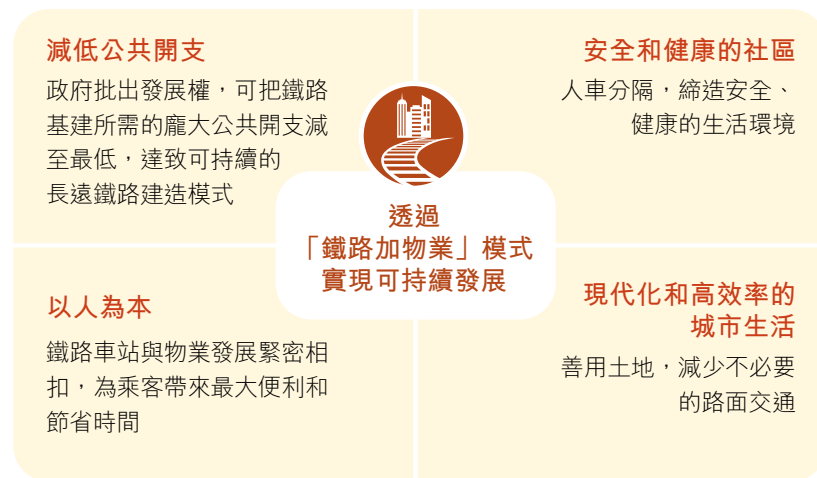 減低公共開支
政府批出發展權，可把鐵路
基建所需的龐大公共開支減
至最低，達致可持續的
長遠鐵路建造模式
安全和健康的社區
人車分隔，締造安全、
健康的生活環境
透過
「鐵路加物業」模式
實現可持續發展
以人為本
鐵路車站與物業發展緊密相
扣，為乘客帶來最大便利和
節省時間
現代化和高效率的
城市生活
善用土地，減少不必要
的路面交通